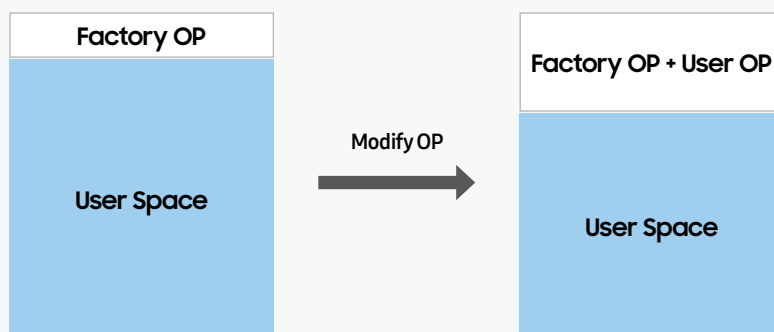 Factory OP
User Space
Modify OP
Factory OP + User OP
User Space